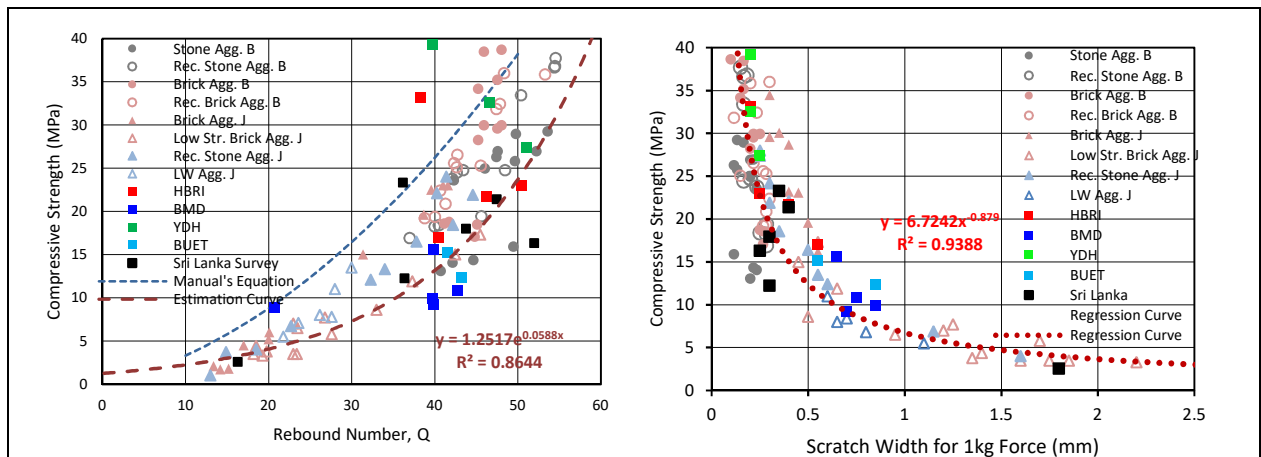 40
35
30
25
20
15
10
5
0
Compressive Strength (MPa)
Stone Agg. B
Rec. Stone Agg. B
Brick Agg. B
Rec. Brick Agg. B
Brick Agg. J
Low Str. Brick Agg. J
Rec. Stone Agg. J
LW Agg. J
HBRI
BMD
YDH
BUET
Sri Lanka Survey
Manual's Equation
Estimation Curve
y = 1.2517e^0.0588x
R² = 0.8644
0 10 20 30 40 50 60
Rebound Number, Q
40
35
30
25
20
15
10
5
0
Compressive Strength (MPa)
Stone Agg. B
Rec. Stone Agg. B
Brick Agg. B
Rec. Brick Agg. B
Brick Agg. J
Low Str. Brick Agg. J
Rec. Stone Agg. J
LW Agg. J
HBRI
BMD
YDH
BUET
Sri Lanka
Regression Curve
Regression Curve
y = 6.7242x^-0.879
R² = 0.9388
0 0.5 1 1.5 2 2.5
Scratch Width for 1kg Force (mm)